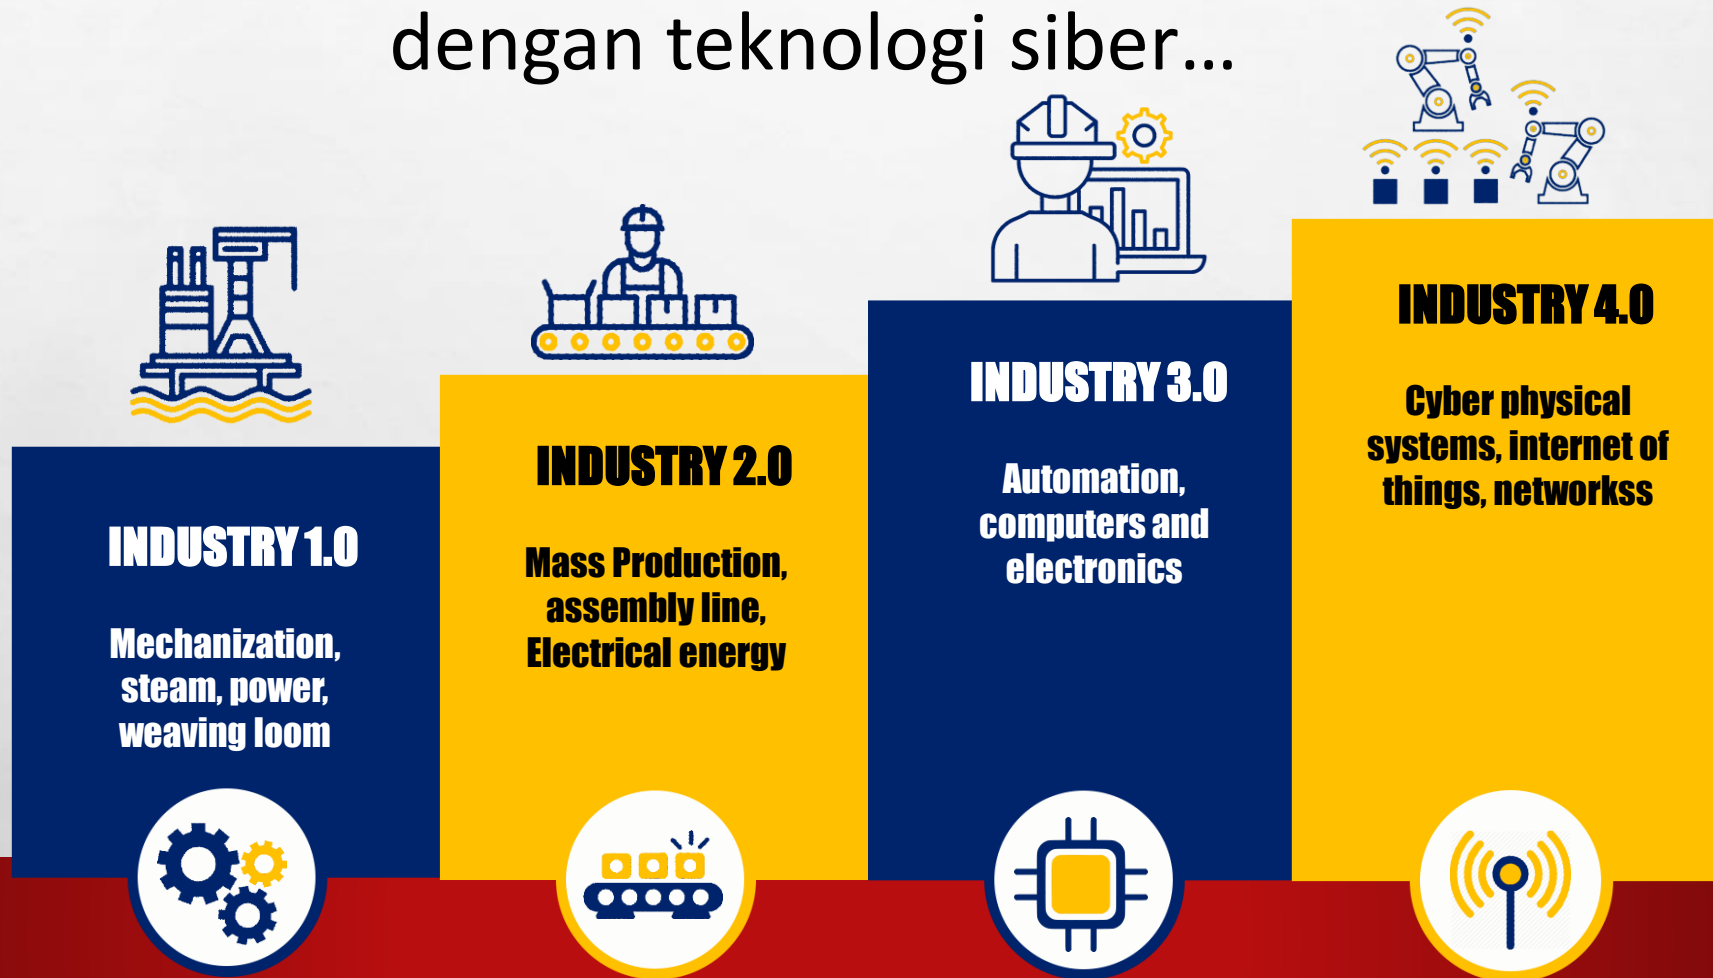 dengan teknologi siber...
INDUSTRY 1.0
Mechanization,
steam, power,
weaving loom
INDUSTRY 2.0
Mass Production,
assembly line,
Electrical energy
INDUSTRY 3.0
Automation,
computers and
electronics
INDUSTRY 4.0
Cyber physical
systems, internet of
things, networkss